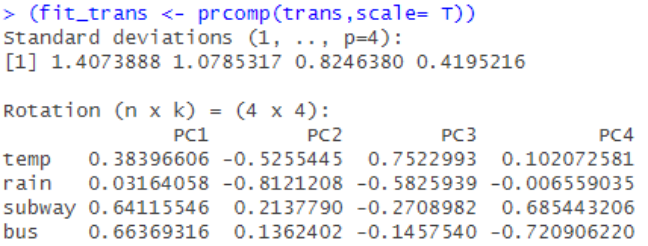 > (fit_trans <- prcomp(trans,scale= T))
Standard deviations (1, .., p=4):
[1] 1.4073888 1.0785317 0.8246380 0.4195216
Rotation (n x k) = (4 x 4):
PC1 PC2 PC3 PC4
temp 0.38396606 -0.5255445 0.7522993 0.102072581
rain 0.03164058 -0.8121208 -0.5825939 -0.006559035
subway 0.64115546 0.2137790 -0.2708982 0.685443206
bus 0.66369316 0.1362402 -0.1457540 -0.720906220